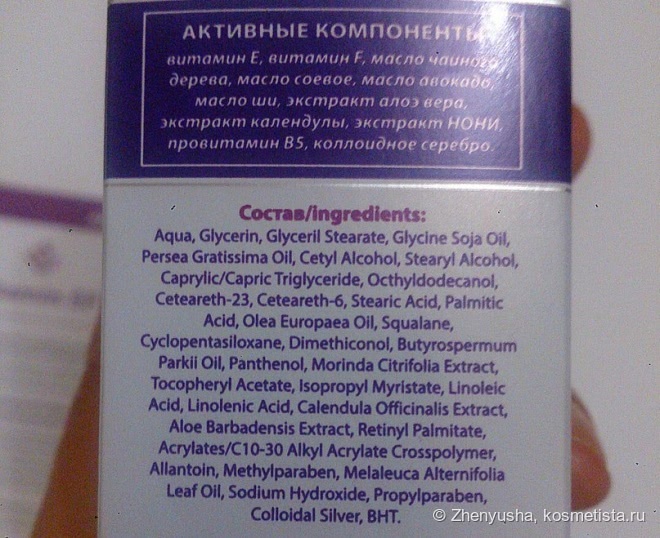 АКТИВНЫЕ КОМПОНЕНТЫ:
витамин Е, витамин F, масло чайного
дерева, масло соевое, масло авокадо,
масло ши, экстракт алоэ вера,
экстракт календулы, экстракт НОНИ,
провитамин В5, коллоидное серебро.
Состав/ingredients:
Aqua, Glycerin, Glyceril Stearate, Glycine Soja Oil,
Persea Gratissima Oil, Cetyl Alcohol, Stearyl Alcohol,
Caprylic/Capric Triglyceride, Octhyldodecanol,
Ceteareth-23, Ceteareth-6, Stearic Acid, Palmitic
Acid, Olea Europaea Oil, Squalane,
Cyclopentasiloxane, Dimethiconol, Butyrospermum
Parkii Oil, Panthenol, Morinda Citrifolia Extract,
Tocopheryl Acetate, Isopropyl Myristate, Linoleic
Acid, Linolenic Acid, Calendula Officinalis Extract,
Aloe Barbadensis Extract, Retinyl Palmitate,
Acrylates/C10-30 Alkyl Acrylate Crosspolymer,
Allantoin, Methylparaben, Melaleuca Alternifolia
Leaf Oil, Sodium Hydroxide, Propylparaben,
Colloidal Silver, BHT.
© Zhenyusha, kosmetista.ru